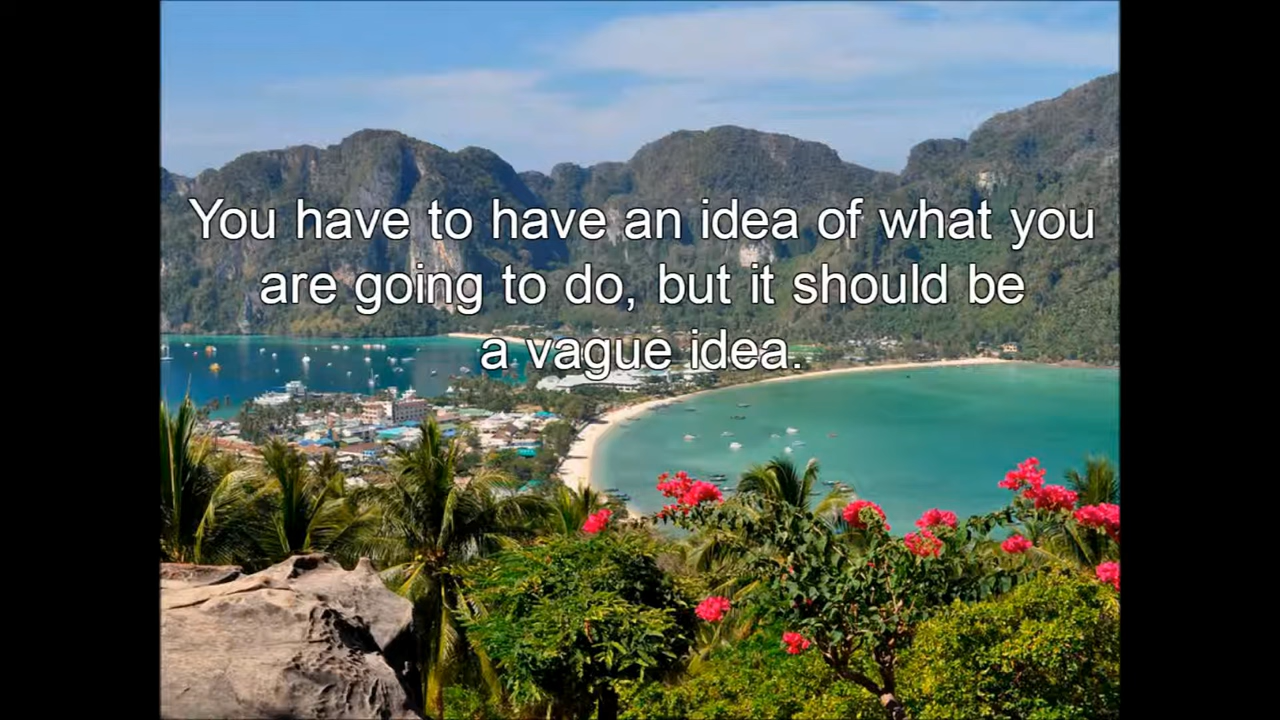 You have to have an idea of what you
are going to do, but it should be
a vague idea.